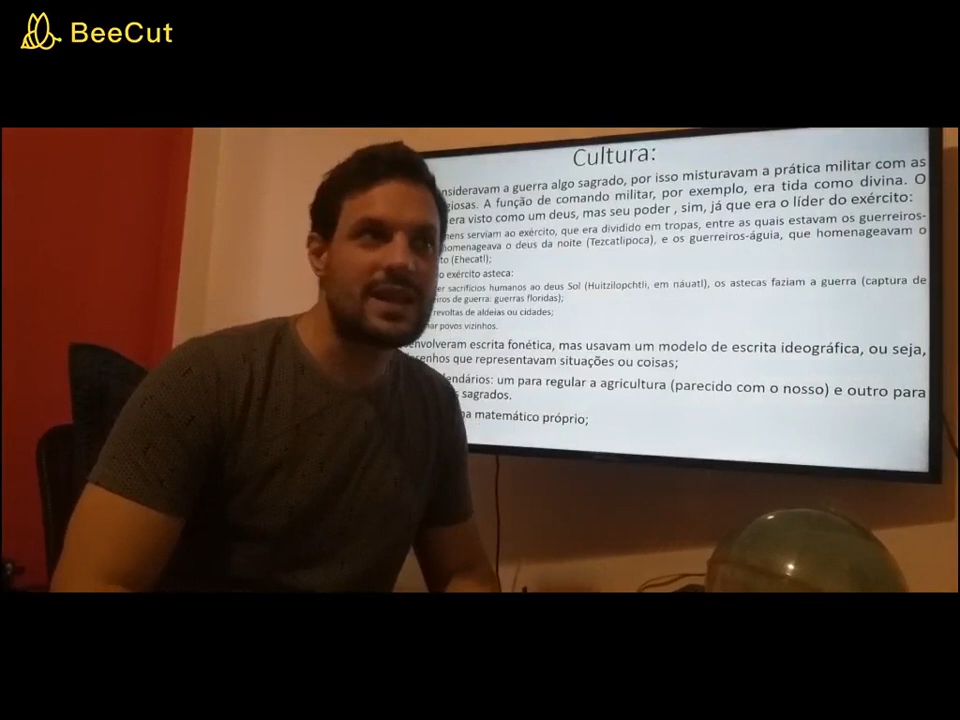 BeeCut
Cultura:
nsideravam a guerra algo sagrado, por isso misturavam a prática militar com as
giosas. A função de comando militar, por exemplo, era tida como divina. O
era visto como um deus, mas seu poder , sim, já que era o líder do exército:
ens serviam ao exército, que era dividido em tropas, entre as quais estavam os guerreiros-
homenageava o deus da noite (Tezcatlipoca), e os guerreiros-águia, que homenageavam o
to (Ehecatl);
o exército asteca:
er sacrifícios humanos ao deus Sol (Huitzilopchtli, em náuatl), os astecas faziam a guerra (captura de
eiros de guerra: guerras floridas);
revoltas de aldeias ou cidades;
nar povos vizinhos.
envolveram escrita fonética, mas usavam um modelo de escrita ideográfica, ou seja,
esenhos que representavam situações ou coisas;
endários: um para regular a agricultura (parecido com o nosso) e outro para
s sagrados.
na matemático próprio;